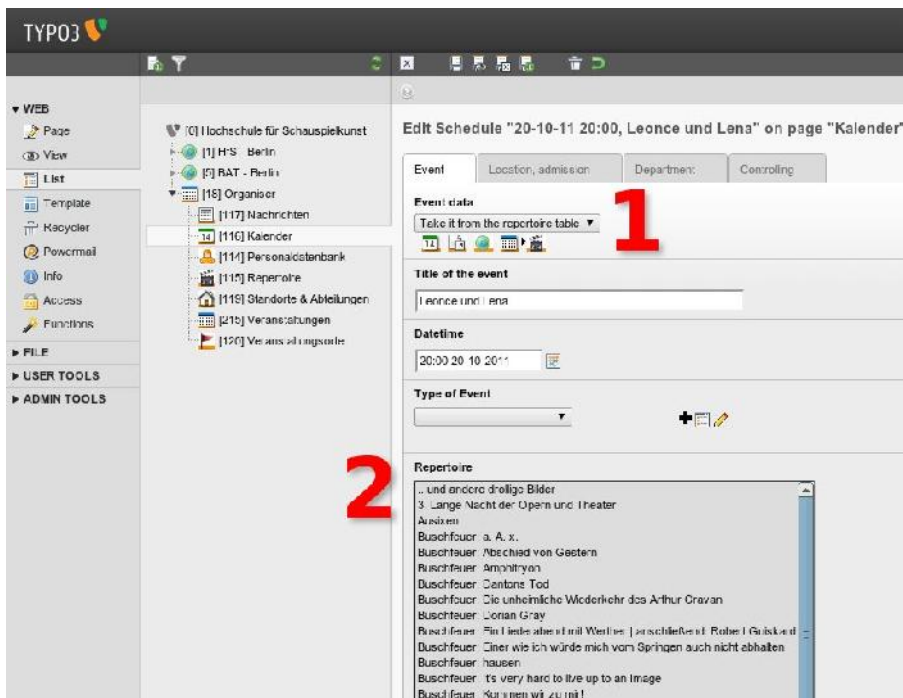 TYPO3
WEB
Page
View
List
Template
Recycler
Powermail
Info
Access
Functions
FILE
USER TOOLS
ADMIN TOOLS
[0] Hochschule für Schauspielkunst
[1] HfS - Berlin
[5] BAT - Berlin
[18] Organiser
[117] Nachrichten
[116] Kalender
[114] Personaldatenbank
[115] Repertoire
[119] Standorte & Abteilungen
[215] Veranstaltungen
[120] Veranstaltungsorte
Edit Schedule "20-10-11 20:00, Leonce und Lena" on page "Kalender"
Event
Location, admission
Department
Controlling
Event data
Take it from the repertoire table
1
Title of the event
Leonce und Lena
Datetime
20:00 20-10-2011
Type of Event
2
Repertoire
.. und andere drollige Bilder
3. Lange Nacht der Opern und Theater
Buschfeuer: a. A. x.
Buschfeuer: Abschied von Gestern
Buschfeuer: Amphitryon
Buschfeuer: Dantons Tod
Buschfeuer: Die unheimliche Wiederkehr des Arthur Cravan
Buschfeuer: Dorian Gray
Buschfeuer: Ein Liederabend mit Werther | anschließend: Robert Guiskard
Buschfeuer: Einer wie ich würde mich vom Springen auch nicht abhalten
Buschfeuer: hausen
Buschfeuer: It's very hard to live up to an Image
Buschfeuer: Kommen wir zu mir!